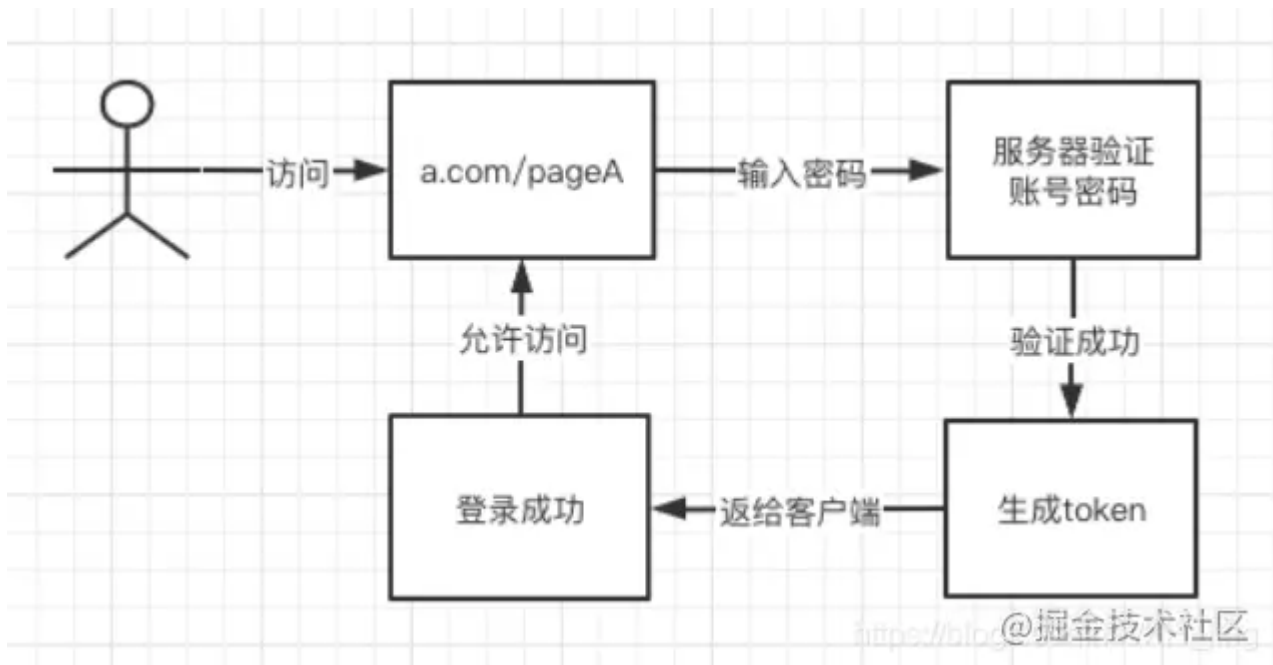 访问
a.com/pageA
输入密码
服务器验证
账号密码
允许访问
验证成功
登录成功
返给客户端
生成token
@掘金技术社区
https://blog